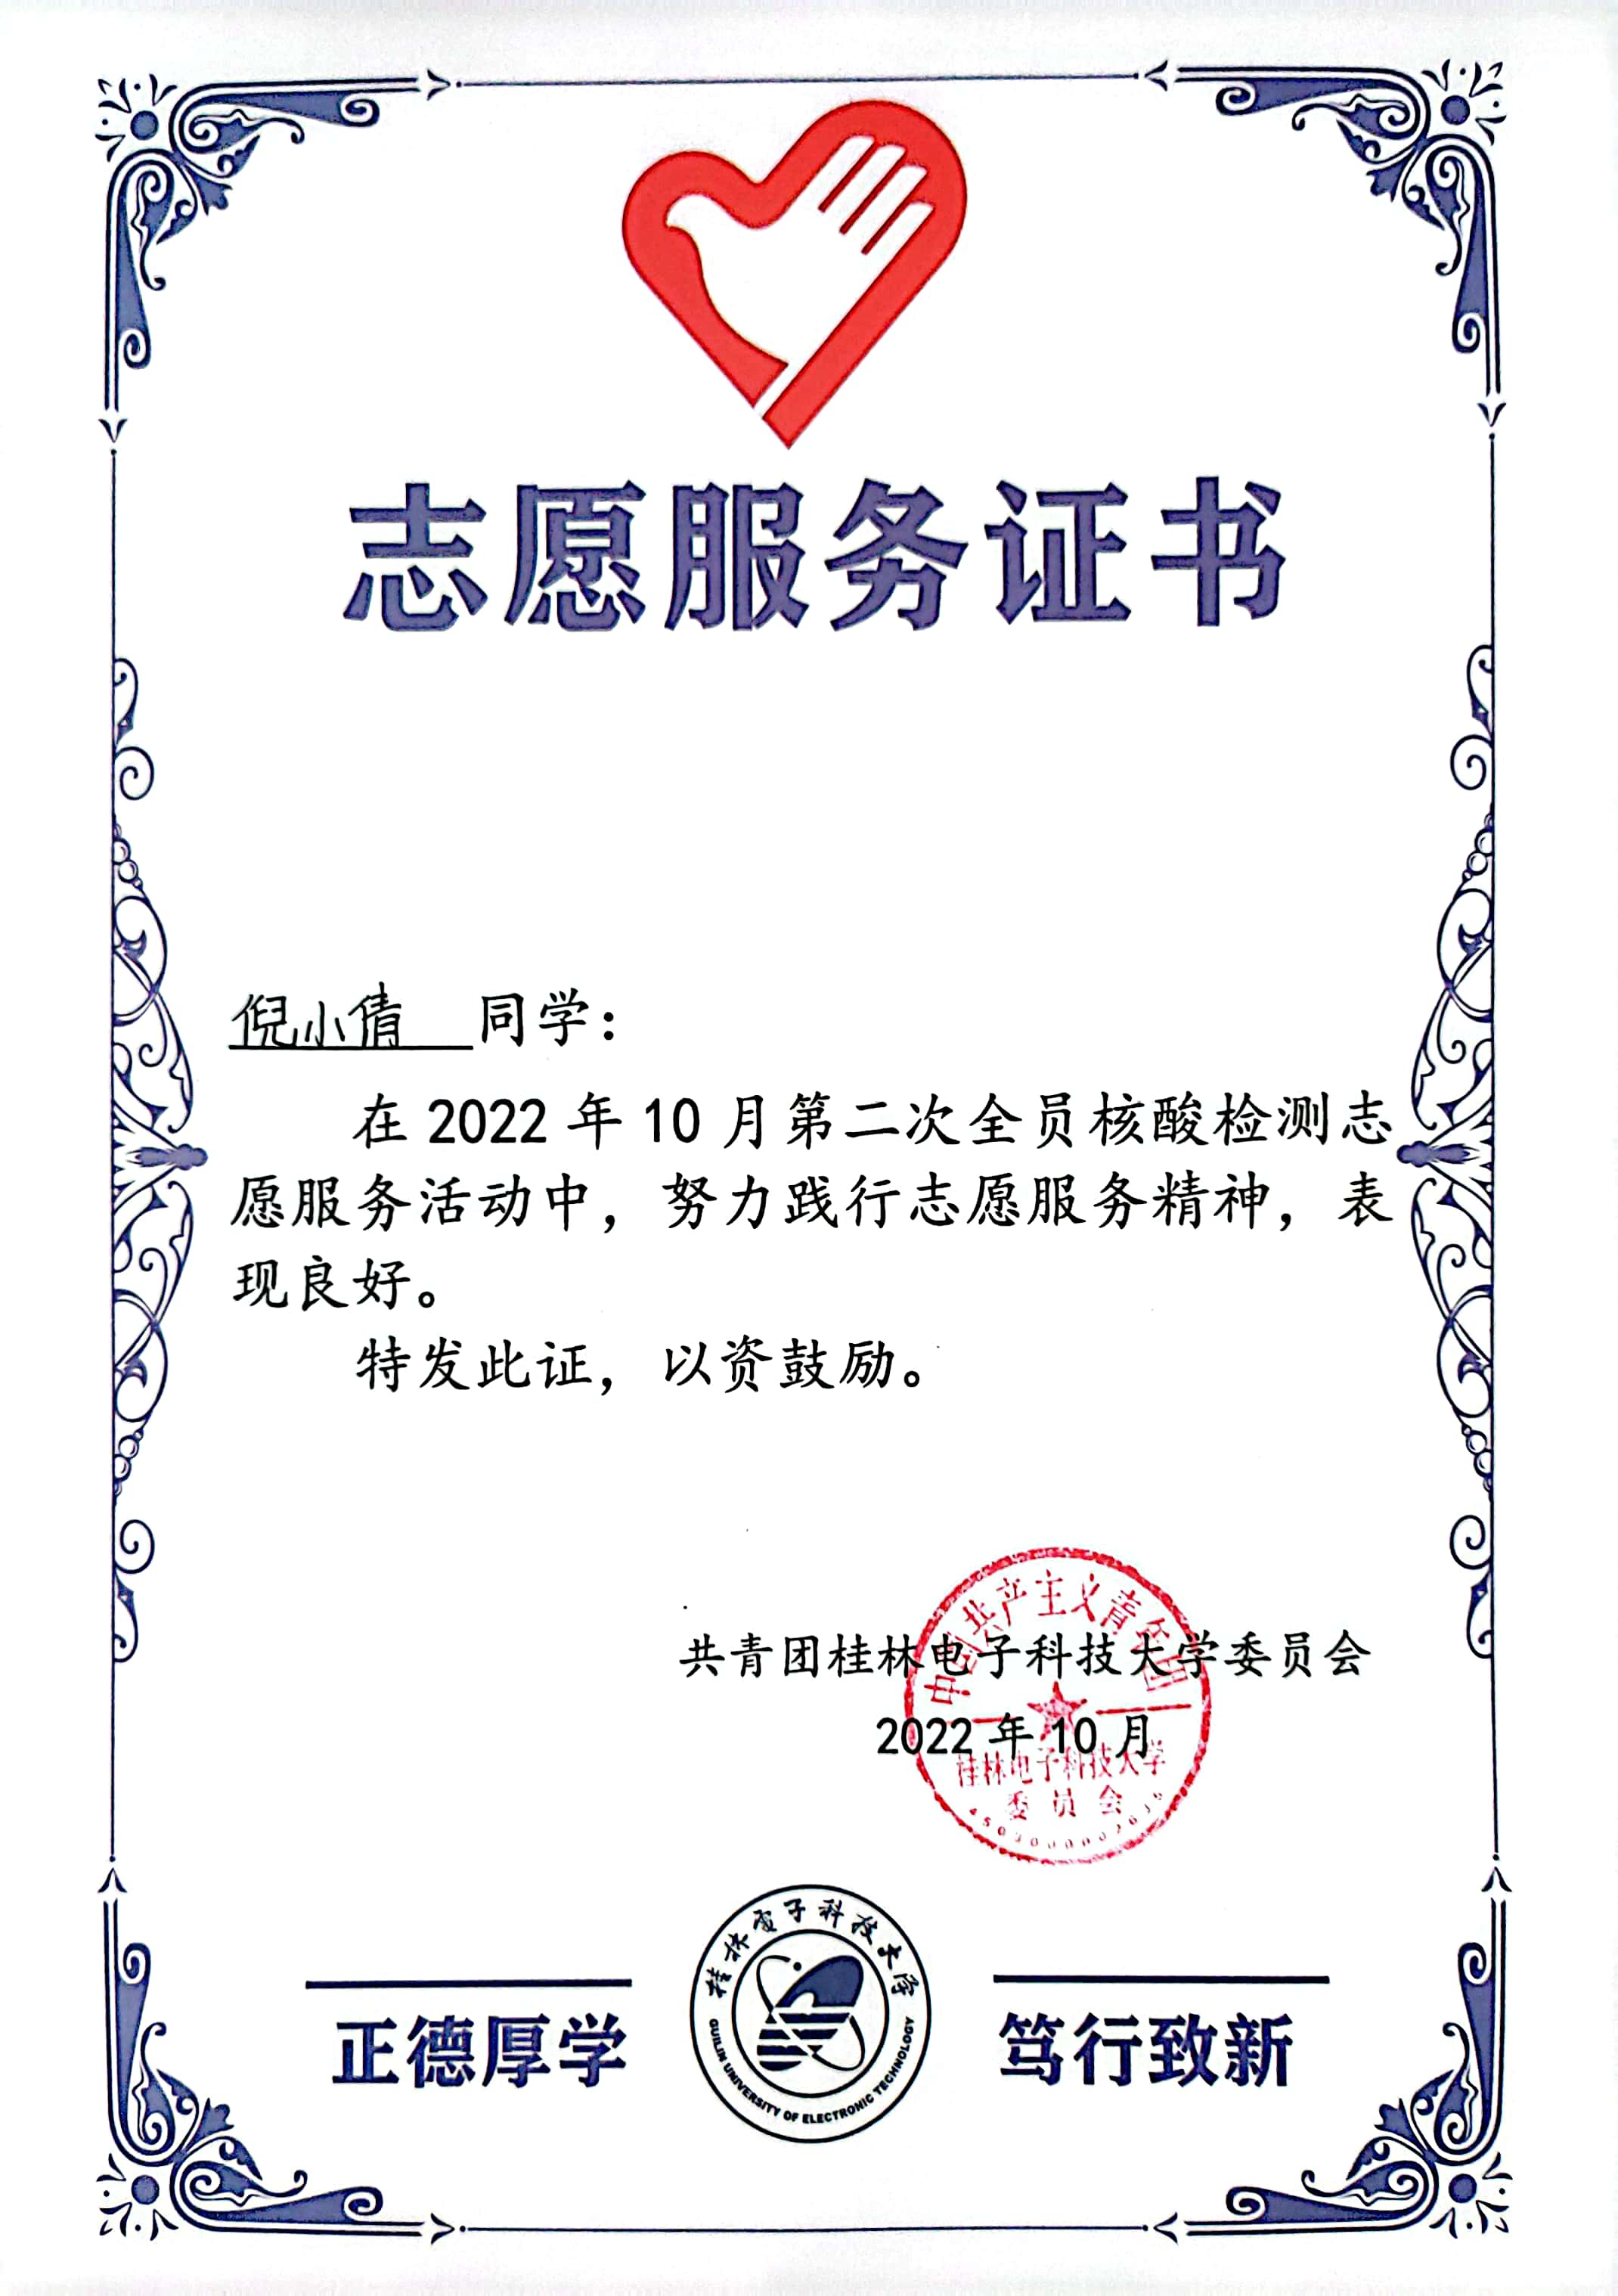 志愿服务证书
倪小倩 同学：
在 2022 年 10 月第二次全员核酸检测志
愿服务活动中，努力践行志愿服务精神，表
现良好。
特发此证，以资鼓励。
共青团桂林电子科技大学委员会
2022 年 10 月
中国共产主义青年团
桂林电子科技大学
委员会
桂林电子科技大学
GUILIN UNIVERSITY OF ELECTRONIC TECHNOLOGY
正德厚学
笃行致新